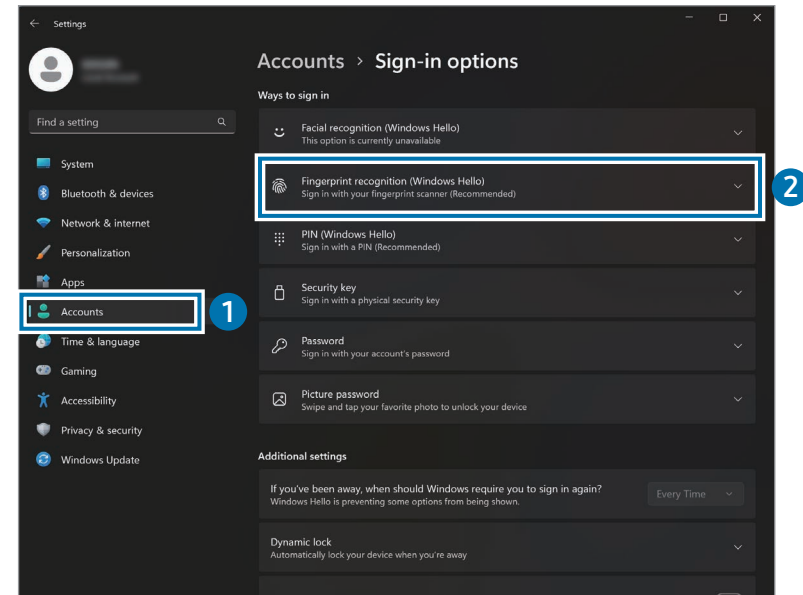 Settings
Accounts > Sign-in options
Ways to sign in
Find a setting
System
Bluetooth & devices
Network & internet
Personalization
Apps
Accounts
1
Time & language
Gaming
Accessibility
Privacy & security
Windows Update
Facial recognition (Windows Hello)
This option is currently unavailable
Fingerprint recognition (Windows Hello)
Sign in with your fingerprint scanner (Recommended)
2
PIN (Windows Hello)
Sign in with a PIN (Recommended)
Security key
Sign in with a physical security key
Password
Sign in with your account's password
Picture password
Swipe and tap your favorite photo to unlock your device
Additional settings
If you've been away, when should Windows require you to sign in again?
Windows Hello is preventing some options from being shown.
Every Time
Dynamic lock
Automatically lock your device when you're away